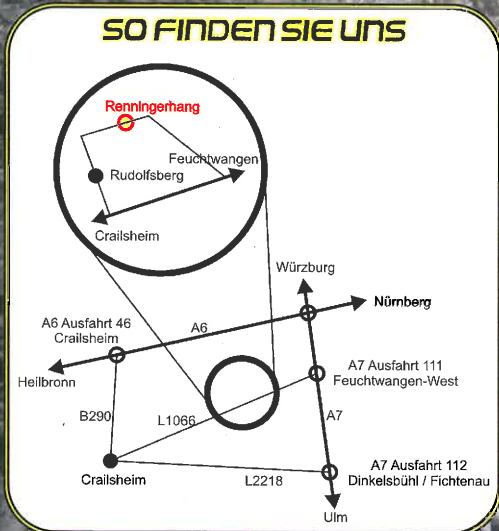 SO FINDEN SIE UNS
Renningerhang
Feuchtwangen
Rudolfsberg
Crailsheim
Würzburg
Nürnberg
A6 Ausfahrt 46
Crailsheim
A6
A7 Ausfahrt 111
Feuchtwangen-West
Heilbronn
B290
L1066
A7
Crailsheim
L2218
A7 Ausfahrt 112
Dinkelsbühl / Fichtenau
Ulm